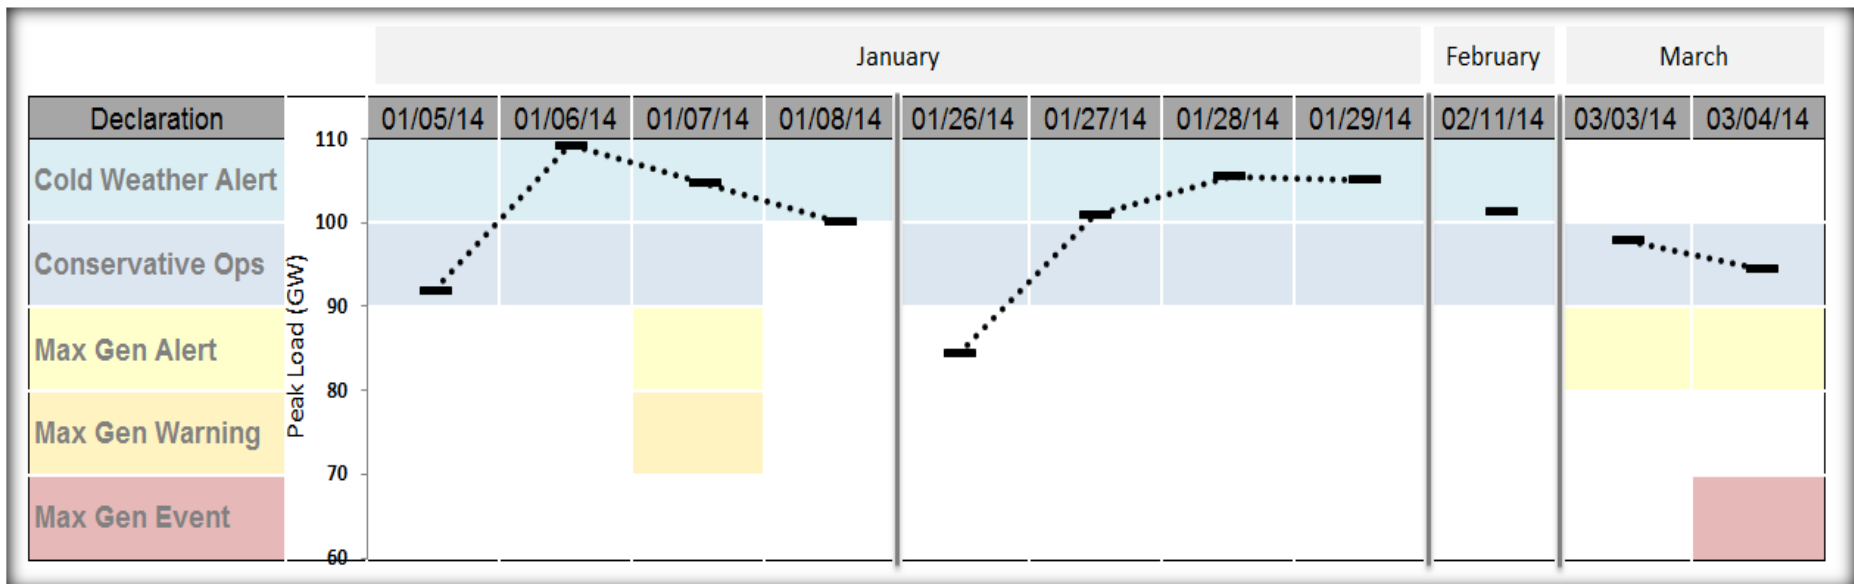 January
February
March
Declaration
01/05/14
01/06/14
01/07/14
01/08/14
01/26/14
01/27/14
01/28/14
01/29/14
02/11/14
03/03/14
03/04/14
Cold Weather Alert
Conservative Ops
Max Gen Alert
Max Gen Warning
Max Gen Event
Peak Load (GW)
110
100
90
80
70
60